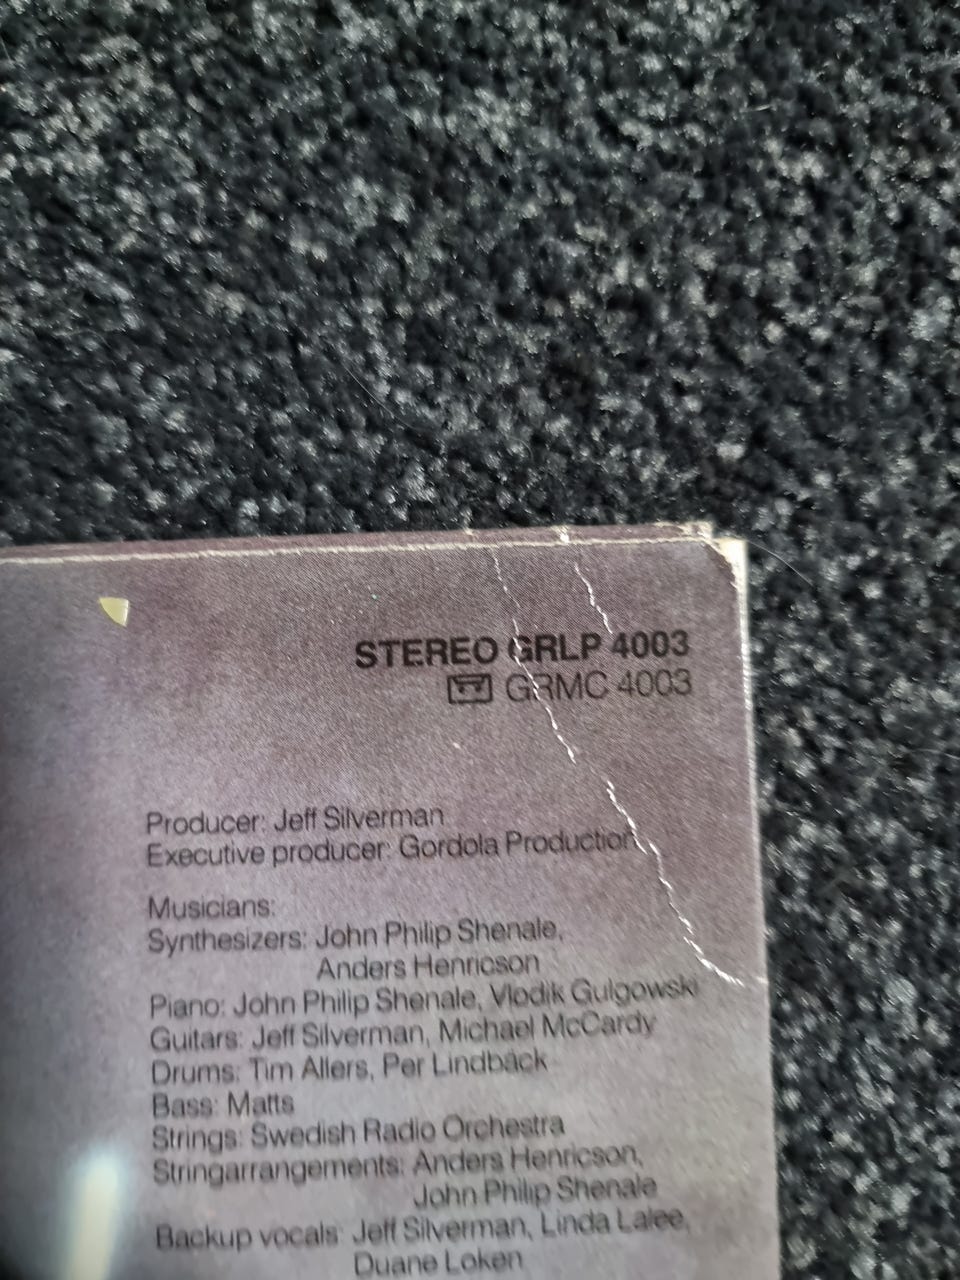 STEREO GRLP 4003
GRMC 4003
Producer: Jeff Silverman
Executive producer: Gordola Production
Musicians:
Synthesizers: John Philip Shenale,
Anders Henricson
Piano: John Philip Shenale, Vlodik Gulgowski
Guitars: Jeff Silverman, Michael McCardy
Drums: Tim Allers, Per Lindbäck
Bass: Matts
Strings: Swedish Radio Orchestra
Stringarrangements: Anders Henricson,
John Philip Shenale
Backup vocals: Jeff Silverman, Linda Lalee,
Duane Loken